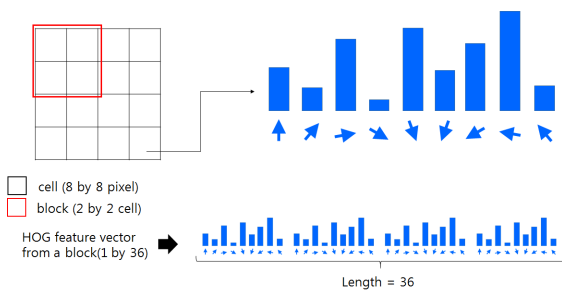 cell (8 by 8 pixel)
block (2 by 2 cell)
HOG feature vector
from a block(1 by 36)
Length = 36